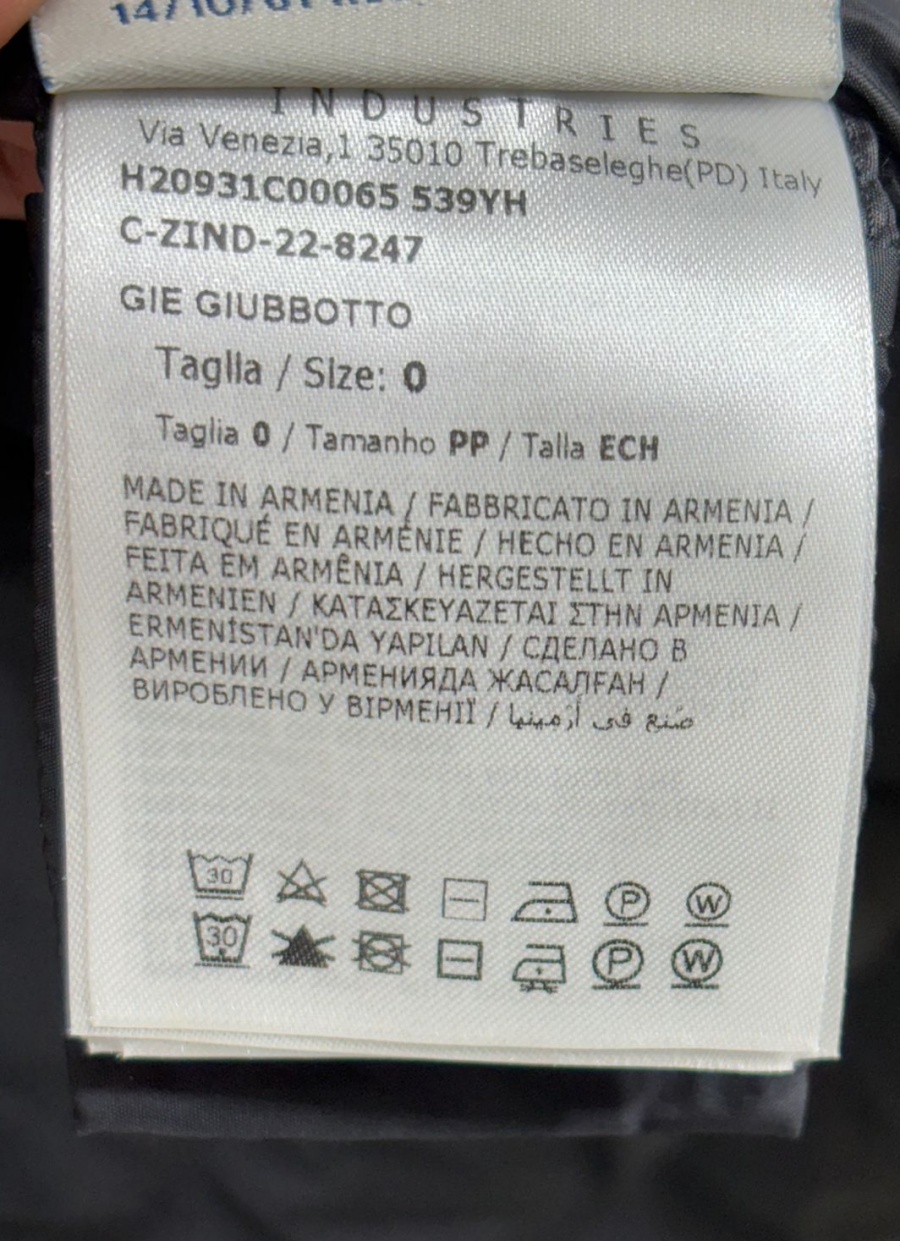 INDUSTRIES
Via Venezia,1 35010 Trebaseleghe(PD) Italy
H20931C00065 539YH
C-ZIND-22-8247
GIE GIUBBOTTO
Taglia / Size: 0
Taglia 0 / Tamanho PP / Talla ECH
MADE IN ARMENIA / FABBRICATO IN ARMENIA /
FABRIQUÉ EN ARMÉNIE / HECHO EN ARMENIA /
FEITA EM ARMÊNIA / HERGESTELLT IN
ARMENIEN / ΚΑΤΑΣΚΕΥΑΖΕΤΑΙ ΣΤΗΝ ΑΡΜΕΝΙΑ /
ERMENİSTAN'DA YAPILAN / СДЕЛАНО В
АРМЕНИИ / АРМЕНИЯДА ЖАСАЛҒАН /
ВИРОБЛЕНО У ВІРМЕНІЇ / صنع في أرمينيا
30 P W
30 P W